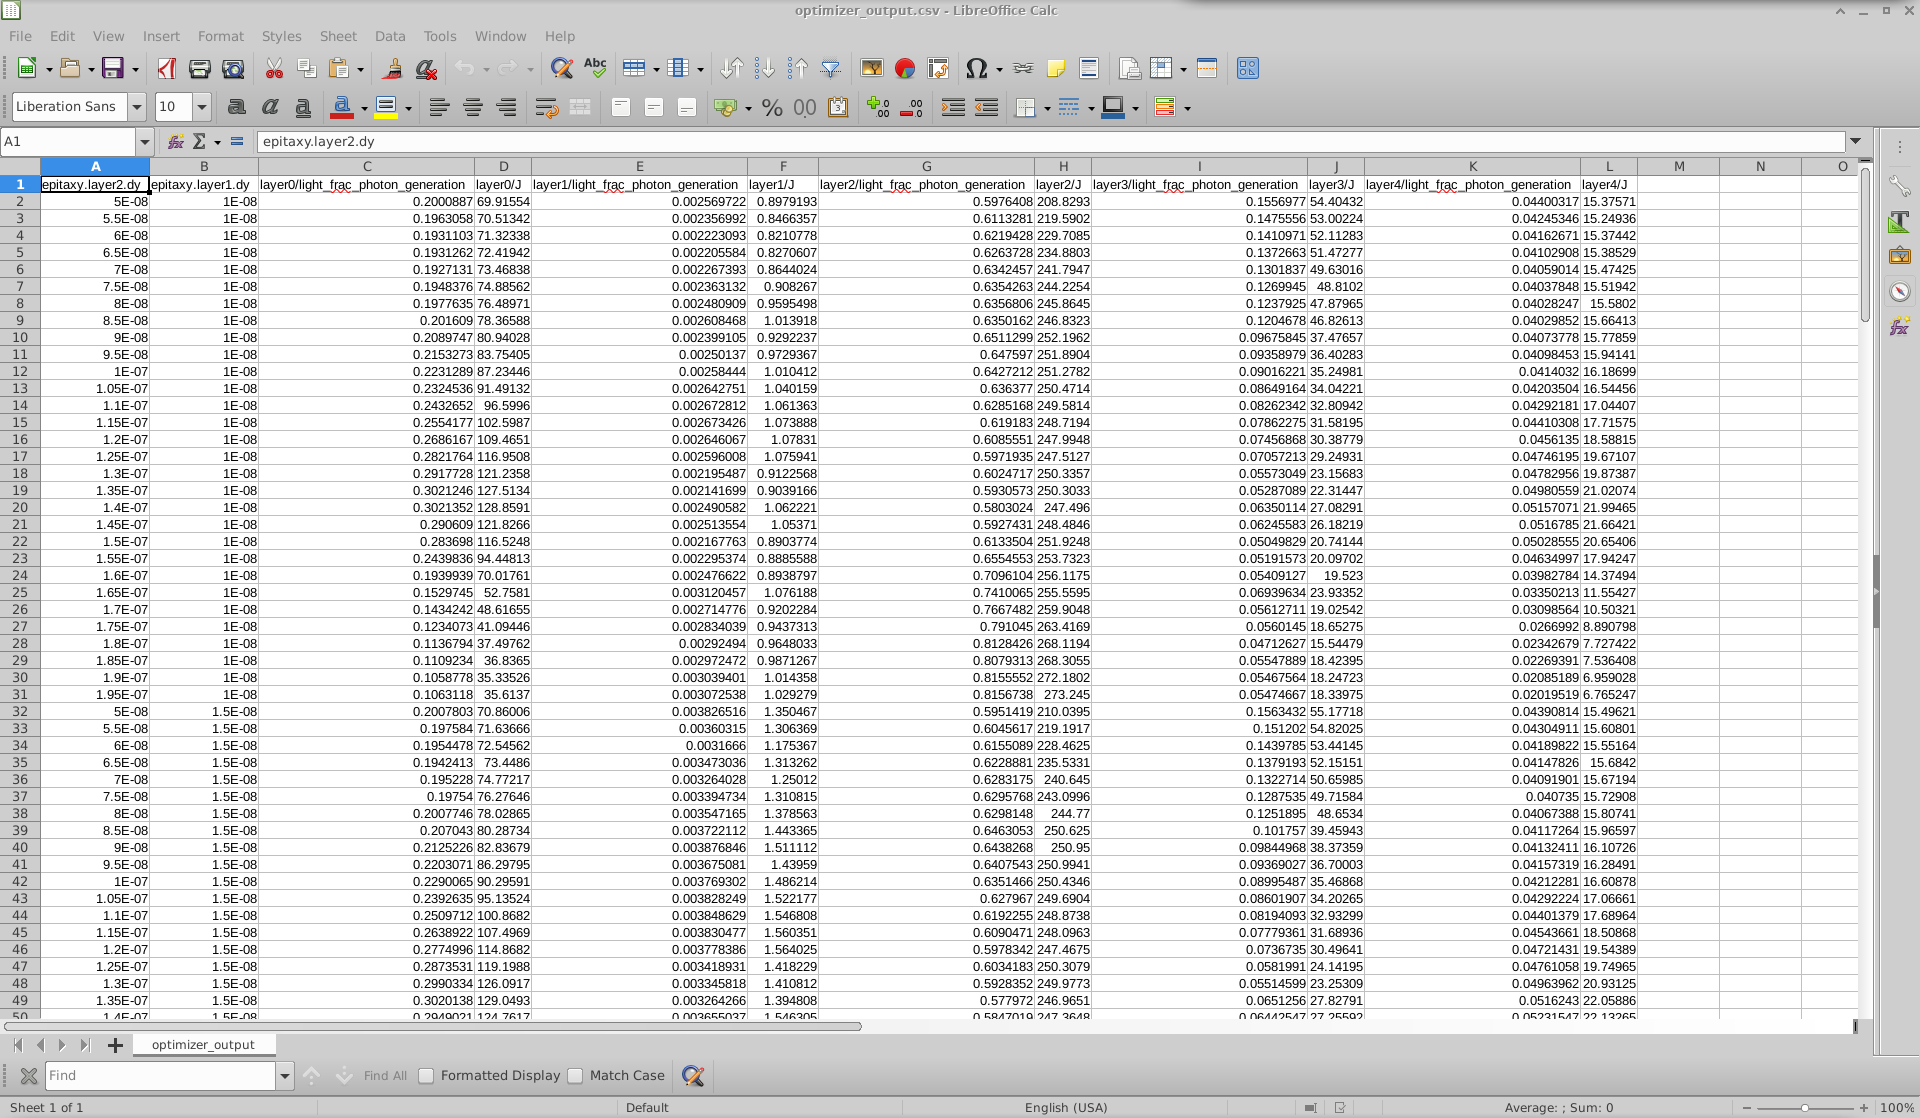 optimizer_output.csv - LibreOffice Calc
File Edit View Insert Format Styles Sheet Data Tools Window Help
Liberation Sans 10
A1 epitaxy.layer2.dy
A B C D E F G H I J K L M N O
1 epitaxy.layer2.dy epitaxy.layer1.dy layer0/light_frac_photon_generation layer0/J layer1/light_frac_photon_generation layer1/J layer2/light_frac_photon_generation layer2/J layer3/light_frac_photon_generation layer3/J layer4/light_frac_photon_generation layer4/J
2 5E-08 1E-08 0.2000887 69.91554 0.002569722 0.8979193 0.5976408 208.8293 0.1556977 54.40432 0.04400317 15.37571
3 5.5E-08 1E-08 0.1963058 70.51342 0.002356992 0.8466357 0.6113281 219.5902 0.1475556 53.00224 0.04245346 15.24936
4 6E-08 1E-08 0.1931103 71.32338 0.002223093 0.8210778 0.6219428 229.7085 0.1410971 52.11283 0.04162671 15.37442
5 6.5E-08 1E-08 0.1931262 72.41942 0.002205584 0.8270607 0.6263728 234.8803 0.1372663 51.47277 0.04102908 15.38529
6 7E-08 1E-08 0.1927131 73.46838 0.002267393 0.8644024 0.6342457 241.7947 0.1301837 49.63016 0.04059014 15.47425
7 7.5E-08 1E-08 0.1948376 74.88562 0.002363132 0.908267 0.6354263 244.2254 0.1269945 48.8102 0.04037848 15.51942
8 8E-08 1E-08 0.1977635 76.48971 0.002480909 0.9595498 0.6356806 245.8645 0.1237925 47.87965 0.04028247 15.5802
9 8.5E-08 1E-08 0.201609 78.36588 0.002608468 1.013918 0.6350162 246.8323 0.1204678 46.82613 0.04029852 15.66413
10 9E-08 1E-08 0.2089747 80.94028 0.002399105 0.9292237 0.6511299 252.1962 0.09675845 37.47657 0.04073778 15.77859
11 9.5E-08 1E-08 0.2153273 83.75405 0.00250137 0.9729367 0.647597 251.8904 0.09358979 36.40283 0.04098453 15.94141
12 1E-07 1E-08 0.2231289 87.23446 0.00258444 1.010412 0.6427212 251.2782 0.09016221 35.24981 0.0414032 16.18699
13 1.05E-07 1E-08 0.2324536 91.49132 0.002642751 1.040159 0.636377 250.4714 0.08649164 34.04221 0.04203504 16.54456
14 1.1E-07 1E-08 0.2432652 96.5996 0.002672812 1.061363 0.6285168 249.5814 0.08262342 32.80942 0.04292181 17.04407
15 1.15E-07 1E-08 0.2554177 102.5987 0.002673426 1.073888 0.619183 248.7194 0.07862275 31.58195 0.04410308 17.71575
16 1.2E-07 1E-08 0.2686167 109.4651 0.002646067 1.07831 0.6085551 247.9948 0.07456868 30.38779 0.0456135 18.58815
17 1.25E-07 1E-08 0.2821764 116.9508 0.002596008 1.075941 0.5971935 247.5127 0.07057213 29.24931 0.04746195 19.67107
18 1.3E-07 1E-08 0.2917728 121.2358 0.002195487 0.9122568 0.6024717 250.3357 0.05573049 23.15683 0.04782956 19.87387
19 1.35E-07 1E-08 0.3021246 127.5134 0.002141699 0.9039166 0.5930573 250.3033 0.05287089 22.31447 0.04980559 21.02074
20 1.4E-07 1E-08 0.3021352 128.8591 0.002490582 1.062221 0.5803024 247.496 0.06350114 27.08291 0.05157071 21.99465
21 1.45E-07 1E-08 0.290609 121.8266 0.002513554 1.05371 0.5927431 248.4846 0.06245583 26.18219 0.0516785 21.66421
22 1.5E-07 1E-08 0.283698 116.5248 0.002167763 0.8903774 0.6133504 251.9248 0.05049829 20.74144 0.05028555 20.65406
23 1.55E-07 1E-08 0.2439836 94.44813 0.002295374 0.8885588 0.6554553 253.7323 0.05191573 20.09702 0.04634997 17.94247
24 1.6E-07 1E-08 0.1939939 70.01761 0.002476622 0.8938797 0.7096104 256.1175 0.05409127 19.523 0.03982784 14.37494
25 1.65E-07 1E-08 0.1529745 52.7581 0.003120457 1.076188 0.7410065 255.5595 0.06939634 23.93352 0.03350213 11.55427
26 1.7E-07 1E-08 0.1434242 48.61655 0.002714776 0.9202284 0.7667482 259.9048 0.05612711 19.02542 0.03098564 10.50321
27 1.75E-07 1E-08 0.1234073 41.09446 0.002834039 0.9437313 0.791045 263.4169 0.0560145 18.65275 0.0266992 8.890798
28 1.8E-07 1E-08 0.1136794 37.49762 0.00292494 0.9648033 0.8128426 268.1194 0.04712627 15.54479 0.02342679 7.727422
29 1.85E-07 1E-08 0.1109234 36.8365 0.002972472 0.9871267 0.8079313 268.3055 0.05547889 18.42395 0.02269391 7.536408
30 1.9E-07 1E-08 0.1058778 35.33526 0.003039401 1.014358 0.8155552 272.1802 0.05467564 18.24723 0.02085189 6.959028
31 1.95E-07 1E-08 0.1063118 35.6137 0.003072538 1.029279 0.8156738 273.245 0.05474667 18.33975 0.02019519 6.765247
32 5E-08 1.5E-08 0.2007803 70.86006 0.003826516 1.350467 0.5951419 210.0395 0.1563432 55.17718 0.04390814 15.49621
33 5.5E-08 1.5E-08 0.197584 71.63666 0.00360315 1.306369 0.6045617 219.1917 0.151202 54.82025 0.04304911 15.60801
34 6E-08 1.5E-08 0.1954478 72.54562 0.0031666 1.175367 0.6155089 228.4625 0.1439785 53.44145 0.04189822 15.55164
35 6.5E-08 1.5E-08 0.1942413 73.4486 0.003473036 1.313262 0.6228881 235.5331 0.1379193 52.15151 0.04147826 15.6842
36 7E-08 1.5E-08 0.195228 74.77217 0.003264028 1.25012 0.6283175 240.645 0.1322714 50.65985 0.04091901 15.67194
37 7.5E-08 1.5E-08 0.19754 76.27646 0.003394734 1.310815 0.6295768 243.0996 0.1287535 49.71584 0.040735 15.72908
38 8E-08 1.5E-08 0.2007746 78.02865 0.003547165 1.378563 0.6298148 244.77 0.1251895 48.6534 0.04067388 15.80741
39 8.5E-08 1.5E-08 0.207043 80.28734 0.003722112 1.443365 0.6463053 250.625 0.101757 39.45943 0.04117264 15.96597
40 9E-08 1.5E-08 0.2125226 82.83679 0.003876846 1.511112 0.6438268 250.95 0.09844968 38.37359 0.04132411 16.10726
41 9.5E-08 1.5E-08 0.2203071 86.29795 0.003675081 1.43959 0.6407543 250.9941 0.09369027 36.70003 0.04157319 16.28491
42 1E-07 1.5E-08 0.2290065 90.29591 0.003769302 1.486214 0.6351466 250.4346 0.08995487 35.46868 0.04212281 16.60878
43 1.05E-07 1.5E-08 0.2392635 95.13524 0.003828249 1.522177 0.627967 249.6904 0.08601907 34.20265 0.04292224 17.06661
44 1.1E-07 1.5E-08 0.2509712 100.8682 0.003848629 1.546808 0.6192255 248.8738 0.08194093 32.93299 0.04401379 17.68964
45 1.15E-07 1.5E-08 0.2638922 107.4969 0.003830477 1.560351 0.6090471 248.0963 0.07779361 31.68936 0.04543661 18.50868
46 1.2E-07 1.5E-08 0.2774996 114.8682 0.003778386 1.564025 0.5978342 247.4675 0.0736735 30.49641 0.04721431 19.54389
47 1.25E-07 1.5E-08 0.2873531 119.1988 0.003418931 1.418229 0.6034183 250.3079 0.0581991 24.14195 0.04761058 19.74965
48 1.3E-07 1.5E-08 0.2990334 126.0917 0.003345818 1.410812 0.5928352 249.9773 0.05514599 23.25309 0.04963962 20.93125
49 1.35E-07 1.5E-08 0.3020138 129.0493 0.003264266 1.394808 0.577972 246.9651 0.0651256 27.82791 0.0516243 22.05886
50 1.4E-07 1.5E-08 0.2949021 124.7617 0.003655037 1.546305 0.5847019 247.3648 0.06442547 27.25592 0.05231547 22.13265
optimizer_output
Find Find All Formatted Display Match Case
Sheet 1 of 1 Default English (USA) Average: ; Sum: 0 100%